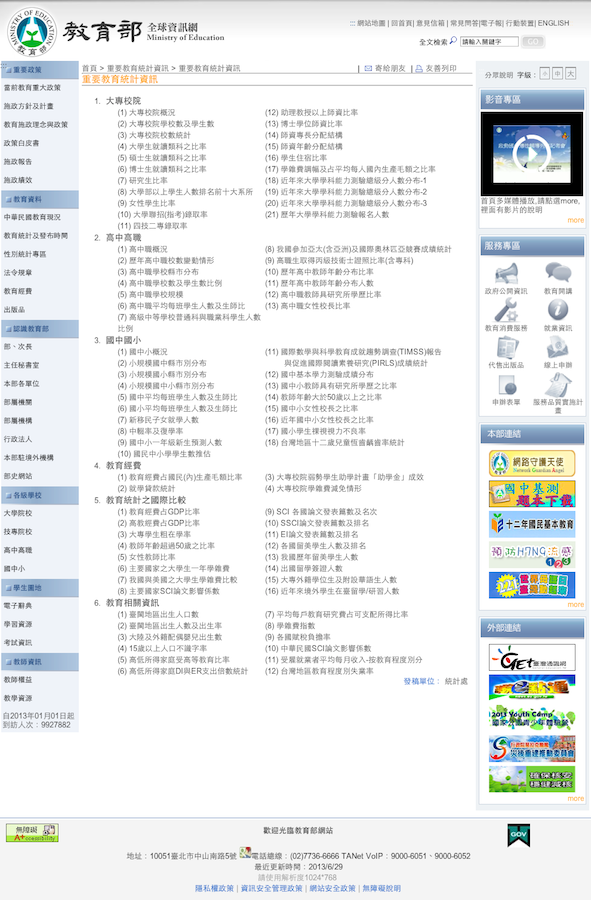 MINISTRY OF EDUCATION
教育部
教育部 全球資訊網
Ministry of Education
::: 網站地圖 | 回首頁| 意見信箱 | 常見問答|電子報| 行動裝置| ENGLISH
全文檢索 請輸入關鍵字 GO
重要政策
當前教育重大政策
施政方針及計畫
教育施政理念與政策
政策白皮書
施政報告
施政績效
教育資料
中華民國教育現況
教育統計及發布時間
性別統計專區
法令規章
教育經費
出版品
認識教育部
部、次長
主任秘書室
本部各單位
部屬機關
部屬機構
行政法人
本部駐境外機構
部史網站
各級學校
大學院校
技專院校
高中高職
國中小
學生園地
電子辭典
學習資源
考試資訊
教師資訊
教師權益
教學資源
自2013年01月01日起
到訪人次：9927882
首頁 > 重要教育統計資訊 > 重要教育統計資訊
| 寄給朋友 | 友善列印
重要教育統計資訊
1. 大專校院
(1) 大專校院概況
(2) 大專校院學校數及學生數
(3) 大專校院校數統計
(4) 大學生就讀類科之比率
(5) 碩士生就讀類科之比率
(6) 博士生就讀類科之比率
(7) 研究生比率
(8) 大學部以上學生人數排名前十大系所
(9) 女性學生比率
(10) 大學聯招(指考)錄取率
(11) 四技二專錄取率
(12) 助理教授以上師資比率
(13) 博士學位師資比率
(14) 師資專長分配結構
(15) 師資年齡分配結構
(16) 學生住宿比率
(17) 學雜費調幅及占平均每人國內生產毛額之比率
(18) 近年來大學學科能力測驗總級分人數分布-1
(19) 近年來大學學科能力測驗總級分人數分布-2
(20) 近年來大學學科能力測驗總級分人數分布-3
(21) 歷年大學學科能力測驗報名人數
2. 高中高職
(1) 高中職概況
(2) 歷年高中職校數變動情形
(3) 高中職學校縣市分布
(4) 高中職學校數及學生數比例
(5) 高中職學校規模
(6) 高中職平均每班學生人數及生師比
(7) 高級中等學校普通科與職業科學生人數
比例
(8) 我國參加亞太(含亞洲)及國際奧林匹亞競賽成績統計
(9) 高職生取得丙級技術士證照比率(含專科)
(10) 歷年高中教師年齡分布比率
(11) 歷年高中職教師年齡分布人數
(12) 高中職教師具研究所學歷比率
(13) 高中職女性校長比率
3. 國中國小
(1) 國中小概況
(2) 小規模國中縣市別分布
(3) 小規模國小縣市別分布
(4) 小規模國中小縣市別分布
(5) 國中平均每班學生人數及生師比
(6) 國小平均每班學生人數及生師比
(7) 新移民子女就學人數
(8) 中輟率及復學率
(9) 國中小一年級新生預測人數
(10) 國民中小學學生數推估
(11) 國際數學與科學教育成就趨勢調查(TIMSS)報告
與促進國際閱讀素養研究(PIRLS)成績統計
(12) 國中基本學力測驗成績分布
(13) 國中小教師具研究所學歷之比率
(14) 教師年齡大於50歲以上之比率
(15) 國中小女性校長之比率
(16) 近年國中小女性校長之比率
(17) 國小學生裸視視力不良率
(18) 台灣地區十二歲兒童恆齒齲齒率統計
4. 教育經費
(1) 教育經費占國民(內)生產毛額比率
(2) 就學貸款統計
(3) 大專校院弱勢學生助學計畫「助學金」成效
(4) 大專校院學雜費減免情形
5. 教育統計之國際比較
(1) 教育經費占GDP比率
(2) 高教經費占GDP比率
(3) 大專學生粗在學率
(4) 教師年齡超過50歲之比率
(5) 女性教師比率
(6) 主要國家之大學生一年學雜費
(7) 我國與美國之大學生學雜費比較
(8) 主要國家SCI論文影響係數
(9) SCI 各國論文發表篇數及名次
(10) SSCI論文發表篇數及排名
(11) EI論文發表篇數及排名
(12) 各國留美學生人數及排名
(13) 我國歷年留美學生人數
(14) 出國留學簽證人數
(15) 大專外籍學位生及附設華語生人數
(16) 近年來境外學生在臺留學/研習人數
6. 教育相關資訊
(1) 臺閩地區出生人口數
(2) 臺閩地區出生人數及出生率
(3) 大陸及外籍配偶嬰兒出生數
(4) 15歲以上人口不識字率
(5) 高低所得家庭受高等教育比率
(6) 高低所得家庭DI與ER支出倍數統計
(7) 平均每戶教育研究費占可支配所得比率
(8) 學雜費指數
(9) 各國賦稅負擔率
(10) 中華民國SCI論文影響係數
(11) 受雇就業者平均每月收入-按教育程度別分
(12) 台灣地區教育程度別失業率
發稿單位： 統計處
分眾說明 字級： 小 中 大
影音專區
首頁多媒體播放,請點選more,
裡面有影片的說明
more
服務專區
政府公開資訊 教育開講
教育消費服務 就業資訊
代售出版品 線上申辦
申辦表單 服務品質實施計
畫
本部連結
網路守護天使
Network Guardian Angel
國中基測
題本下載
十二年國民基本教育
預防H7N9流感
123
more
外部連結
GET 臺灣通識網
2013 Youth Camp
國家公園青少年體驗營
災後重建推動委員會
確保核安
穩健減核
more
無障礙
A+ccessibility
歡迎光臨教育部網站
GOV
地址：10051臺北市中山南路5號 電話總線：(02)7736-6666 TANet VoIP：9000-6051、9000-6052
最近更新時間：2013/6/29
請使用解析度1024*768
隱私權政策 | 資訊安全管理政策 | 網站安全政策 | 無障礙說明